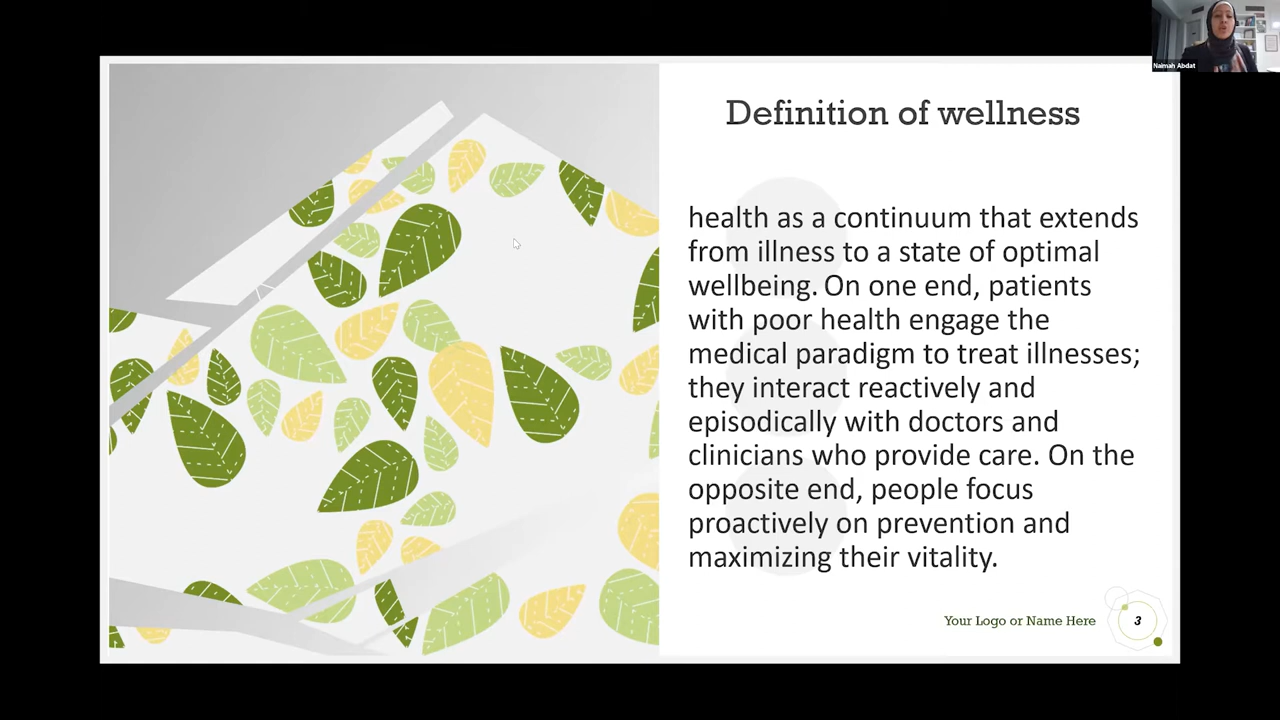 Naimah Abdat
Definition of wellness
health as a continuum that extends
from illness to a state of optimal
wellbeing. On one end, patients
with poor health engage the
medical paradigm to treat illnesses;
they interact reactively and
episodically with doctors and
clinicians who provide care. On the
opposite end, people focus
proactively on prevention and
maximizing their vitality.
Your Logo or Name Here
3